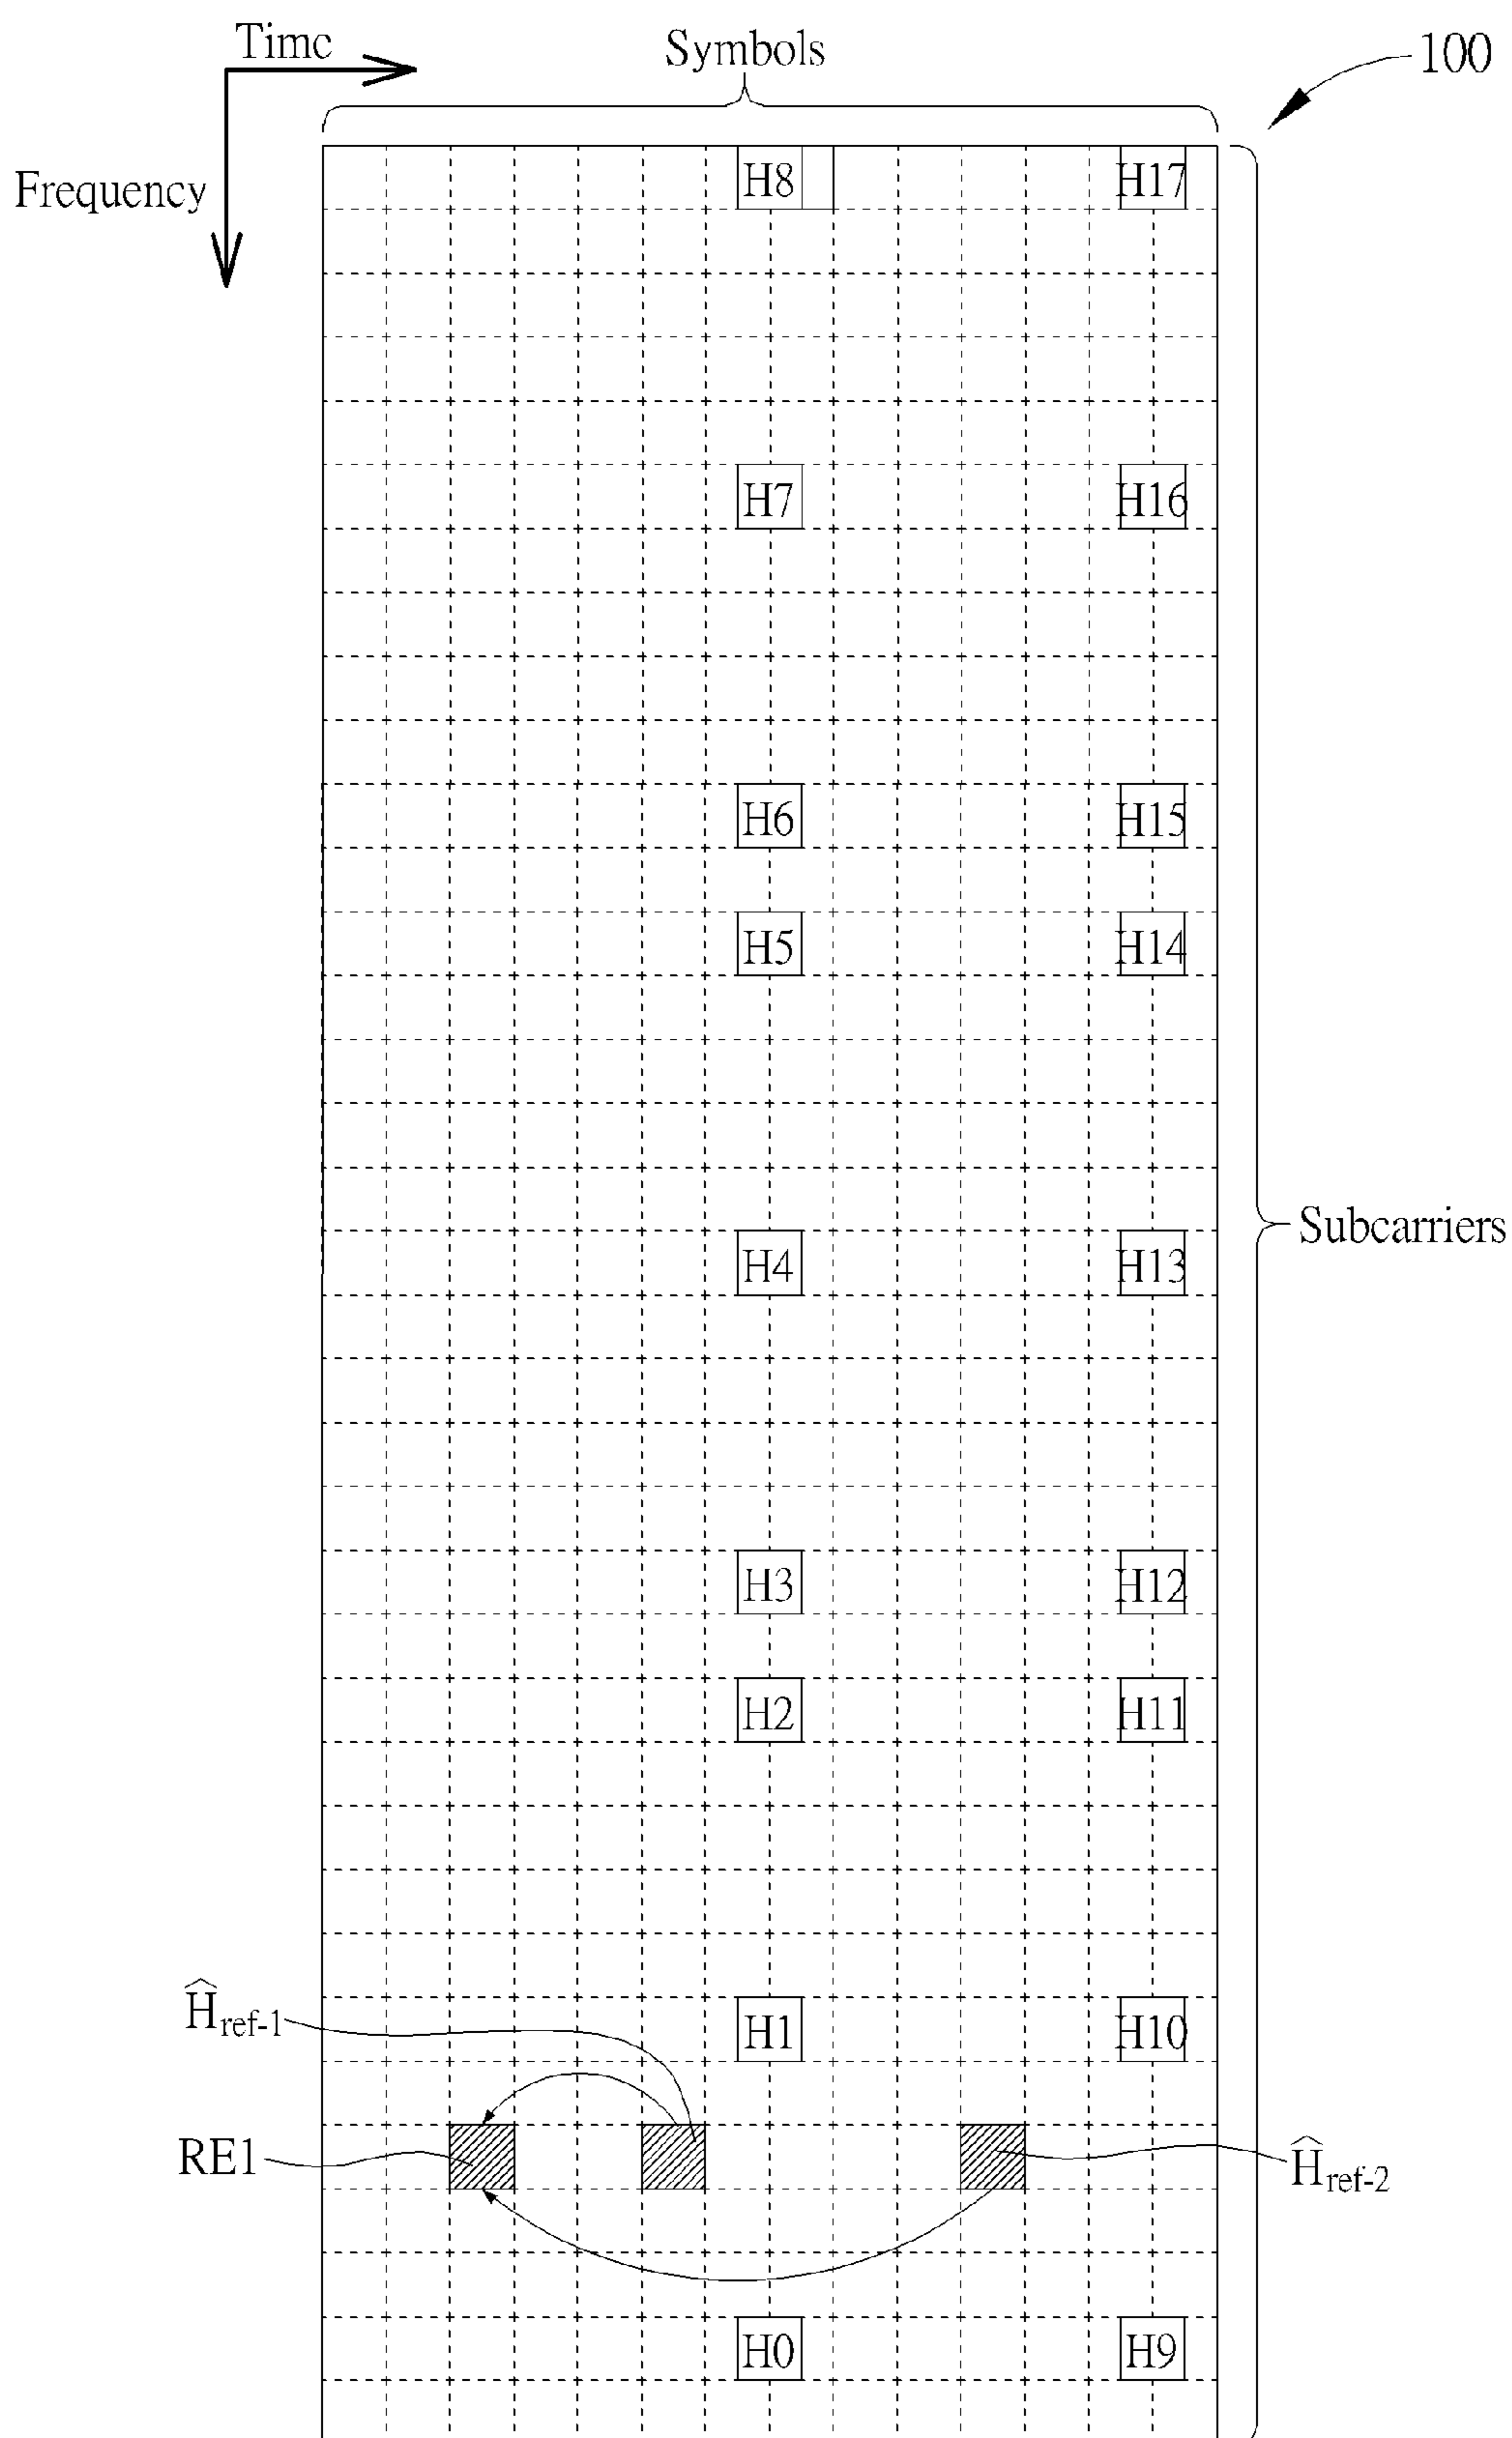 Time
Symbols
100
Frequency
H8
H17
H7
H16
H6
H15
H5
H14
Subcarriers
H4
H13
H3
H12
H2
H11
Ĥref-1
H1
H10
RE1
Ĥref-2
H0
H9